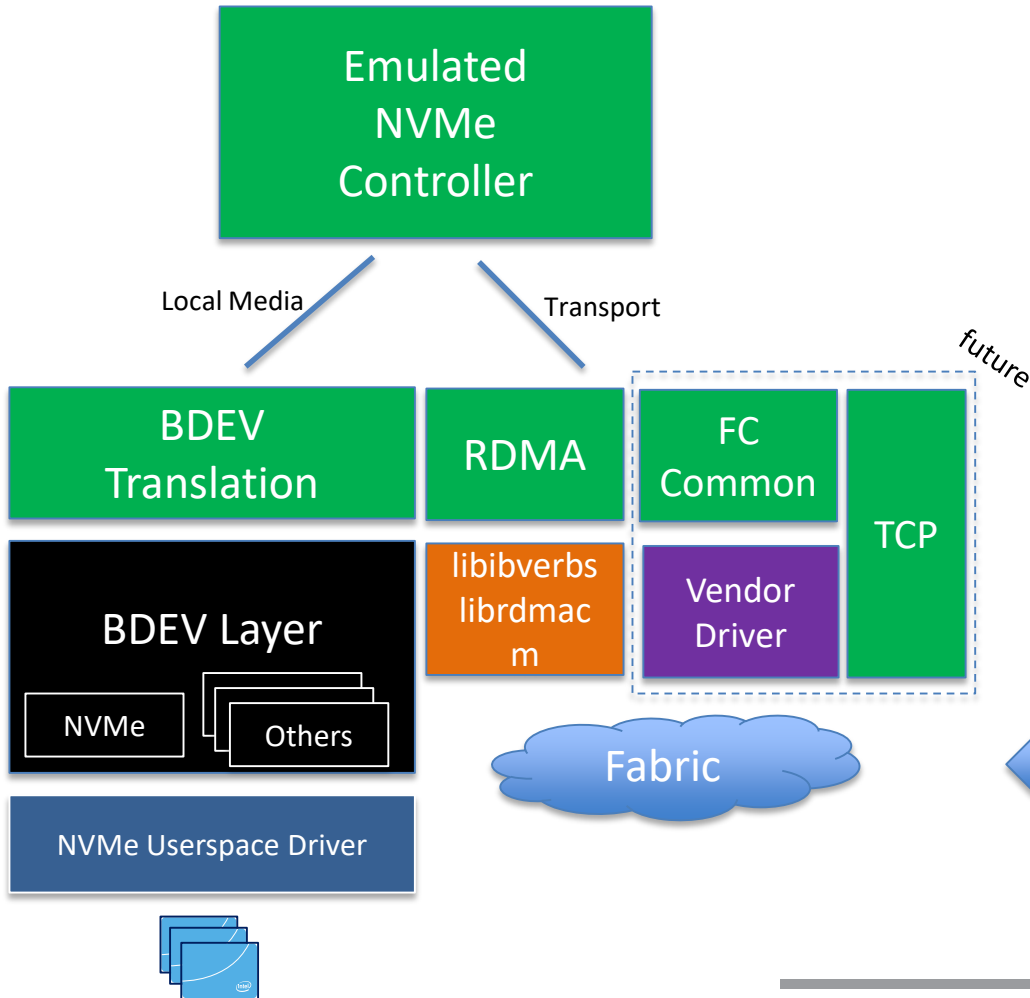 Emulated
NVMe
Controller
Local Media
Transport
future
BDEV
Translation
RDMA
FC
Common
TCP
libibverbs
librdmac
m
Vendor
Driver
BDEV Layer
NVMe
Others
Fabric
NVMe Userspace Driver
intel